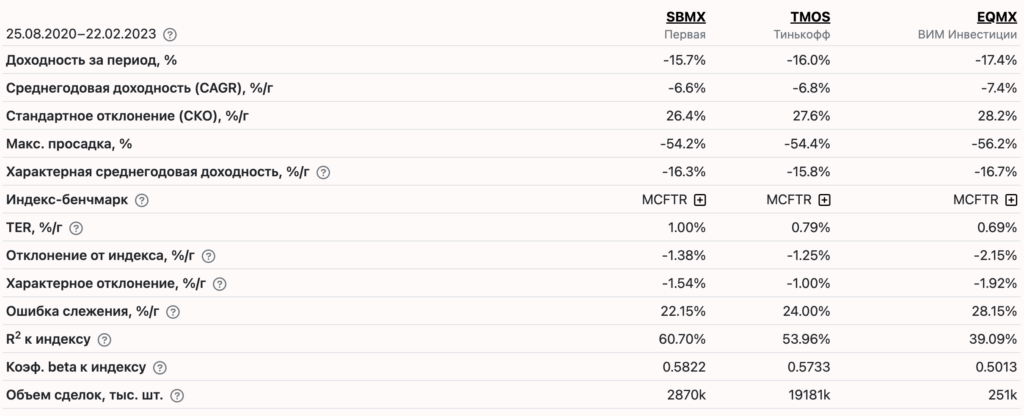 SBMX TMOS EQMX
25.08.2020–22.02.2023 ? Первая Тинькофф ВИМ Инвестиции
Доходность за период, % -15.7% -16.0% -17.4%
Среднегодовая доходность (CAGR), %/г -6.6% -6.8% -7.4%
Стандартное отклонение (СКО), %/г 26.4% 27.6% 28.2%
Макс. просадка, % -54.2% -54.4% -56.2%
Характерная среднегодовая доходность, %/г ? -16.3% -15.8% -16.7%
Индекс-бенчмарк ? MCFTR + MCFTR + MCFTR +
TER, %/г ? 1.00% 0.79% 0.69%
Отклонение от индекса, %/г ? -1.38% -1.25% -2.15%
Характерное отклонение, %/г ? -1.54% -1.00% -1.92%
Ошибка слежения, %/г ? 22.15% 24.00% 28.15%
R² к индексу ? 60.70% 53.96% 39.09%
Коэф. beta к индексу ? 0.5822 0.5733 0.5013
Объем сделок, тыс. шт. ? 2870k 19181k 251k